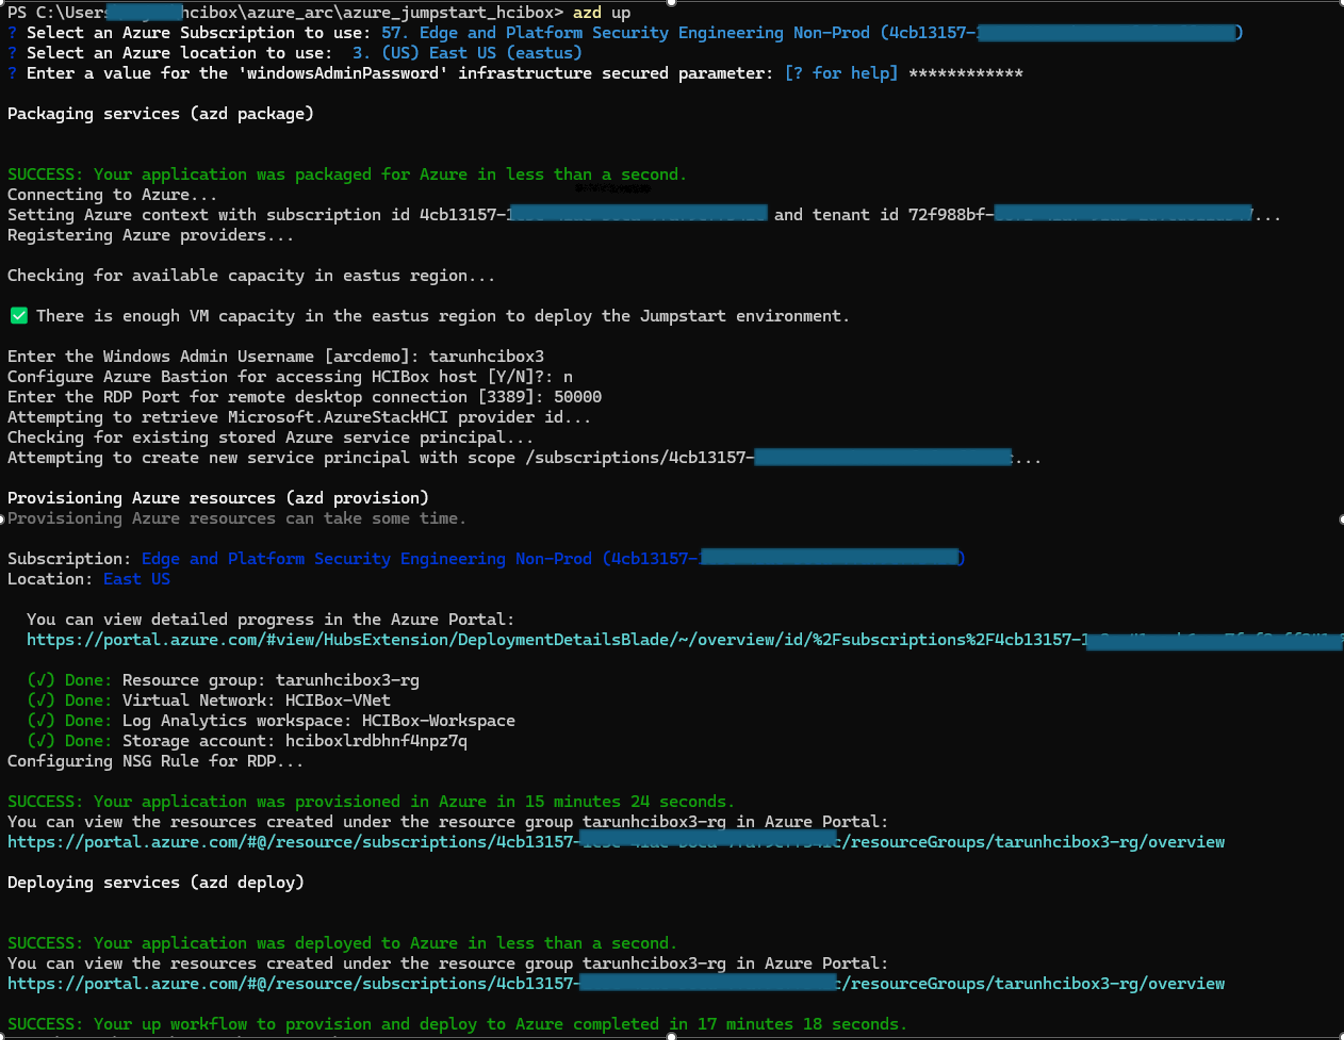 PS C:\Users hcibox\azure_arc\azure_jumpstart_hcibox> azd up
? Select an Azure Subscription to use: 57. Edge and Platform Security Engineering Non-Prod (4cb13157- )
? Select an Azure location to use:  3. (US) East US (eastus)
? Enter a value for the 'windowsAdminPassword' infrastructure secured parameter: [? for help] ************
Packaging services (azd package)
SUCCESS: Your application was packaged for Azure in less than a second.
Connecting to Azure...
Setting Azure context with subscription id 4cb13157- and tenant id 72f988bf- ...
Registering Azure providers...
Checking for available capacity in eastus region...
✅ There is enough VM capacity in the eastus region to deploy the Jumpstart environment.
Enter the Windows Admin Username [arcdemo]: tarunhcibox3
Configure Azure Bastion for accessing HCIBox host [Y/N]?: n
Enter the RDP Port for remote desktop connection [3389]: 50000
Attempting to retrieve Microsoft.AzureStackHCI provider id...
Checking for existing stored Azure service principal...
Attempting to create new service principal with scope /subscriptions/4cb13157- ...
Provisioning Azure resources (azd provision)
Provisioning Azure resources can take some time.
Subscription: Edge and Platform Security Engineering Non-Prod (4cb13157- )
Location: East US
You can view detailed progress in the Azure Portal:
https://portal.azure.com/#view/HubsExtension/DeploymentDetailsBlade/~/overview/id/%2Fsubscriptions%2F4cb13157-
(√) Done: Resource group: tarunhcibox3-rg
(√) Done: Virtual Network: HCIBox-VNet
(√) Done: Log Analytics workspace: HCIBox-Workspace
(√) Done: Storage account: hciboxlrdbhnf4npz7q
Configuring NSG Rule for RDP...
SUCCESS: Your application was provisioned in Azure in 15 minutes 24 seconds.
You can view the resources created under the resource group tarunhcibox3-rg in Azure Portal:
https://portal.azure.com/#@/resource/subscriptions/4cb13157- /resourceGroups/tarunhcibox3-rg/overview
Deploying services (azd deploy)
SUCCESS: Your application was deployed to Azure in less than a second.
You can view the resources created under the resource group tarunhcibox3-rg in Azure Portal:
https://portal.azure.com/#@/resource/subscriptions/4cb13157- /resourceGroups/tarunhcibox3-rg/overview
SUCCESS: Your up workflow to provision and deploy to Azure completed in 17 minutes 18 seconds.